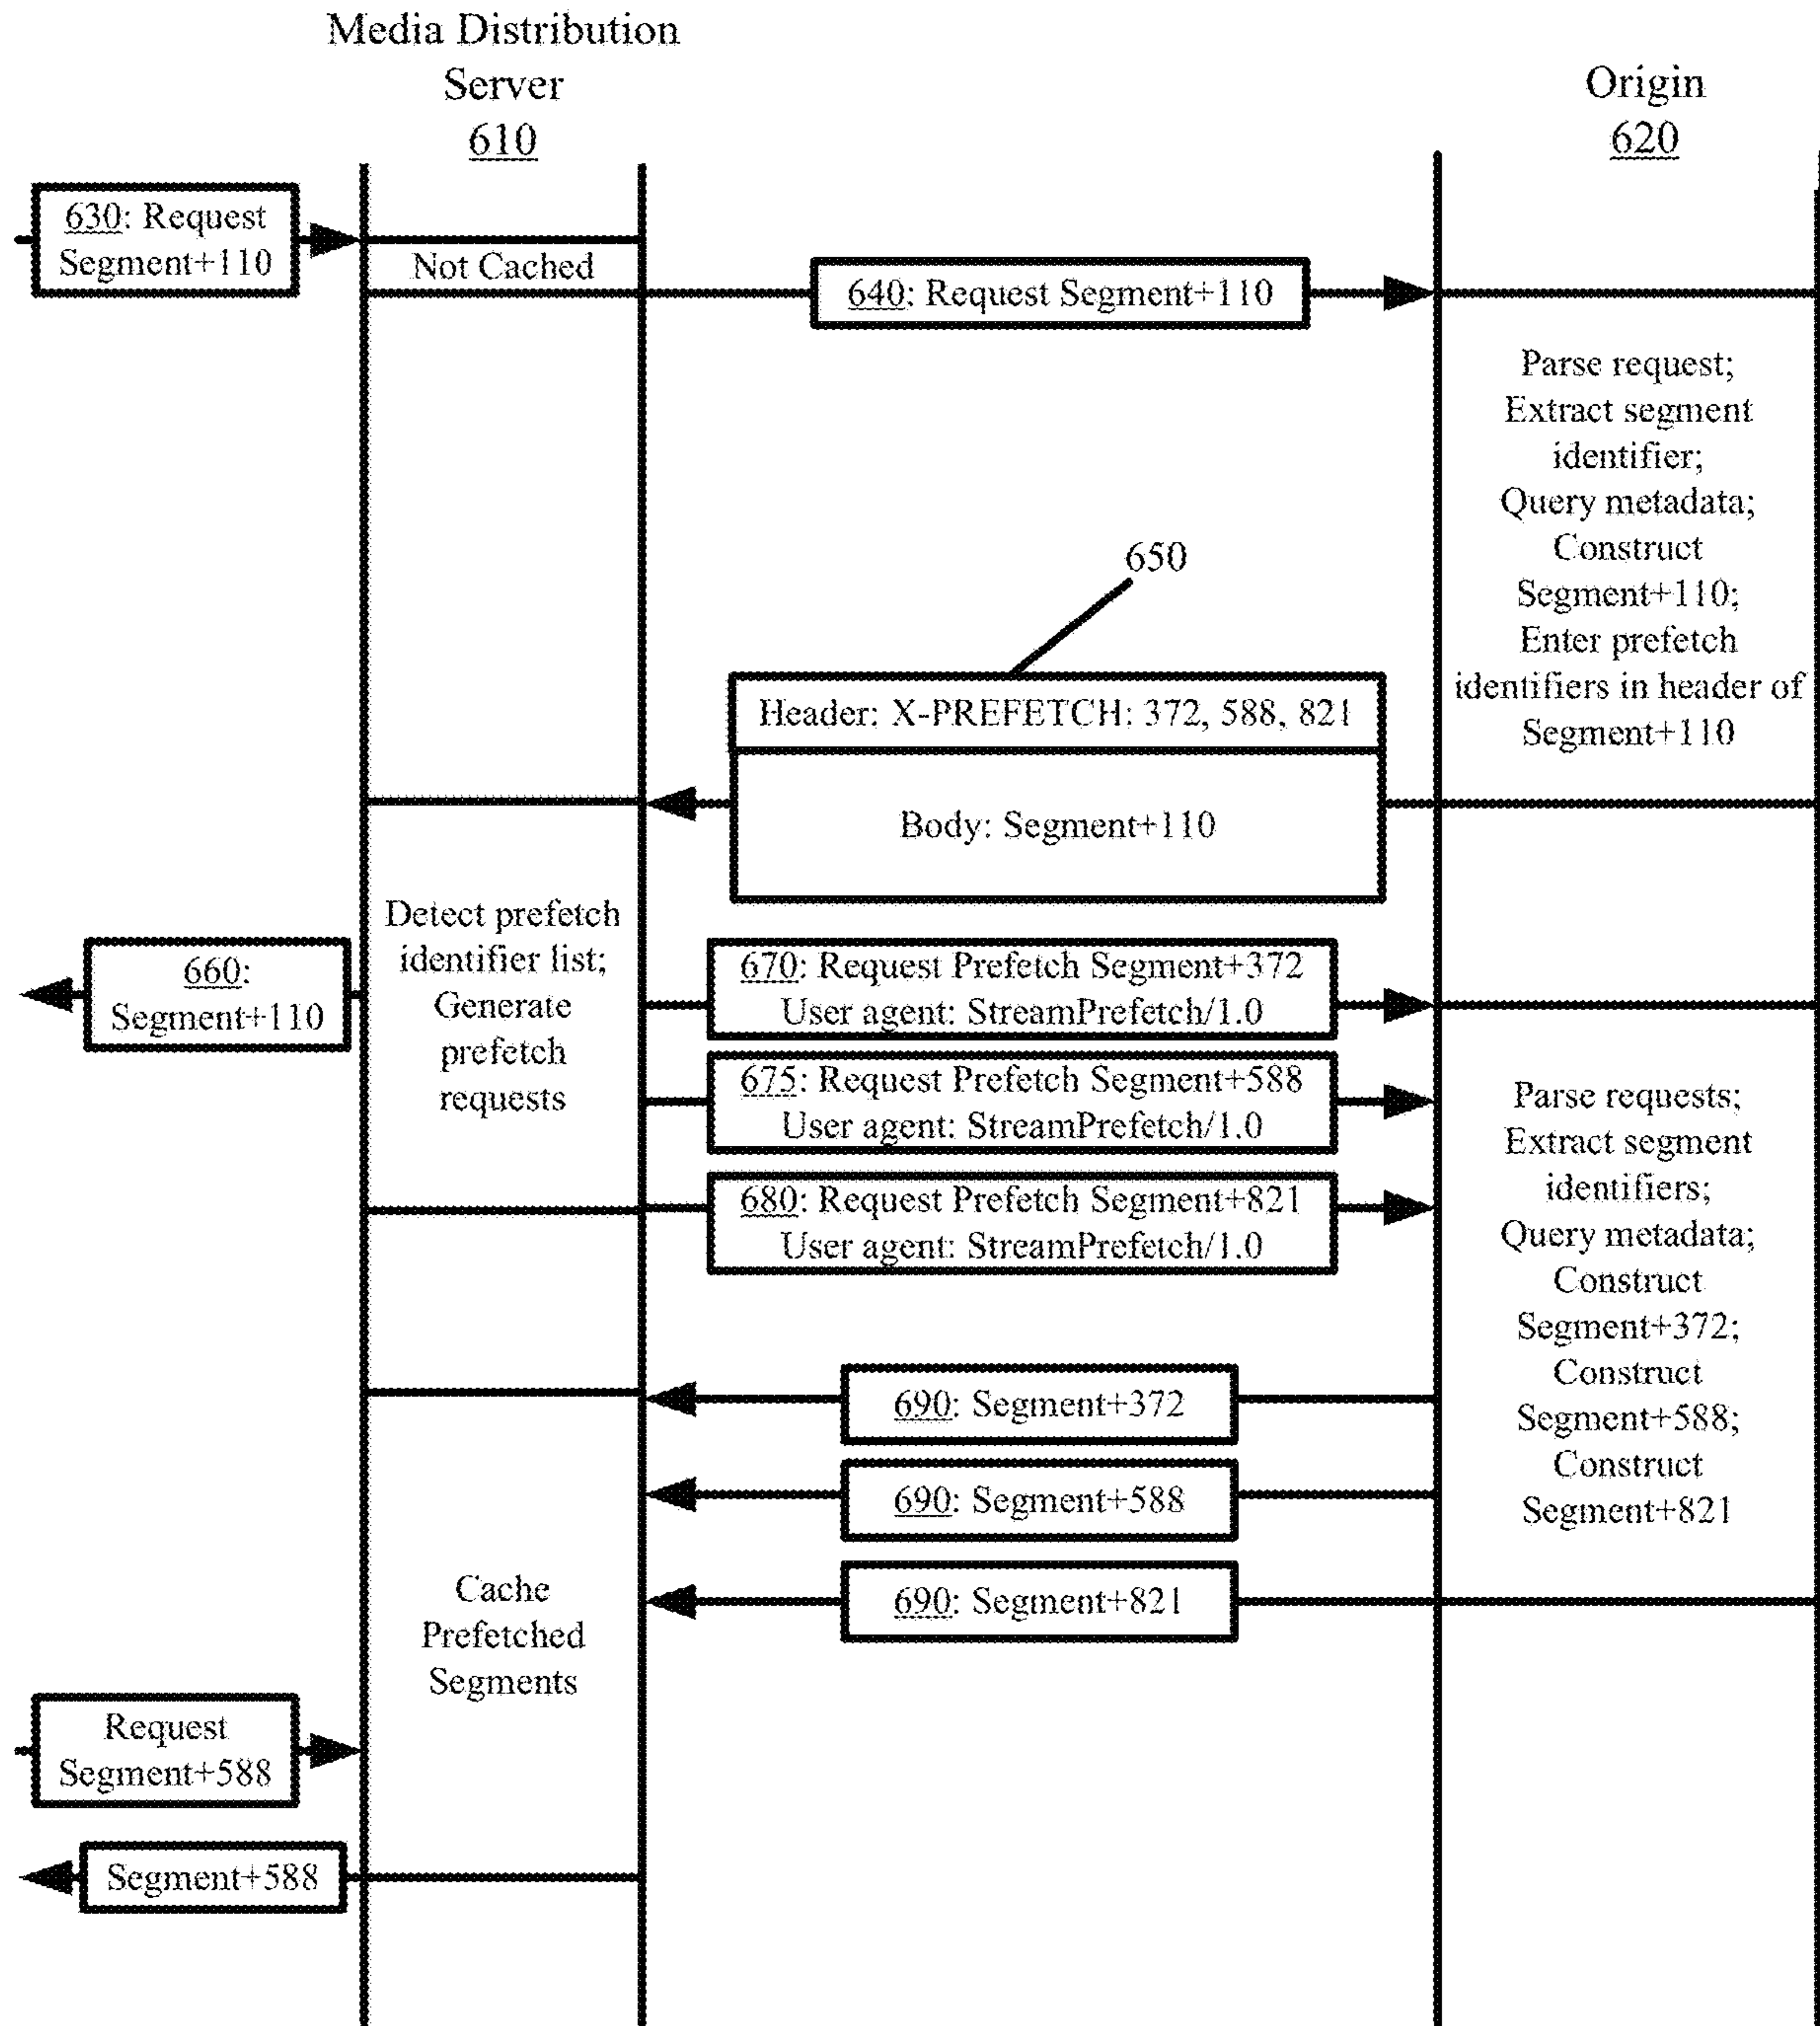 Media Distribution
Server
610
Origin
620
630: Request
Segment+110
Not Cached
640: Request Segment+110
Parse request;
Extract segment
identifier;
Query metadata;
Construct
Segment+110;
Enter prefetch
identifiers in header of
Segment+110
650
Header: X-PREFETCH: 372, 588, 821
Body: Segment+110
Detect prefetch
identifier list;
Generate
prefetch
requests
660:
Segment+110
670: Request Prefetch Segment+372
User agent: StreamPrefetch/1.0
675: Request Prefetch Segment+588
User agent: StreamPrefetch/1.0
680: Request Prefetch Segment+821
User agent: StreamPrefetch/1.0
Parse requests;
Extract segment
identifiers;
Query metadata;
Construct
Segment+372;
Construct
Segment+588;
Construct
Segment+821
690: Segment+372
690: Segment+588
690: Segment+821
Cache
Prefetched
Segments
Request
Segment+588
Segment+588